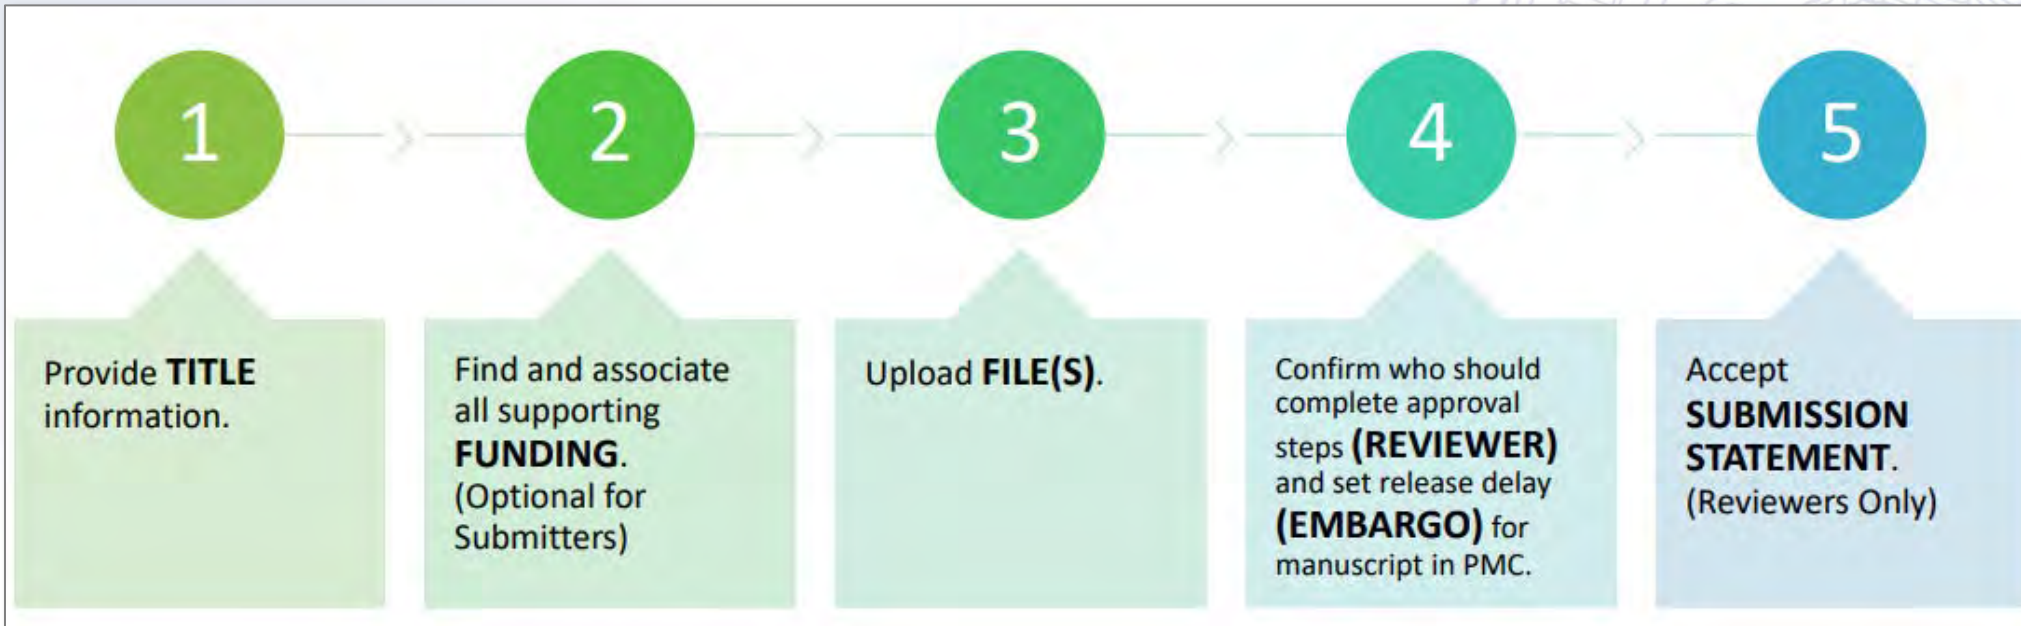 1
2
3
4
5
Provide TITLE
information.
Find and associate
all supporting
FUNDING.
(Optional for
Submitters)
Upload FILE(S).
Confirm who should
complete approval
steps (REVIEWER)
and set release delay
(EMBARGO) for
manuscript in PMC.
Accept
SUBMISSION
STATEMENT.
(Reviewers Only)